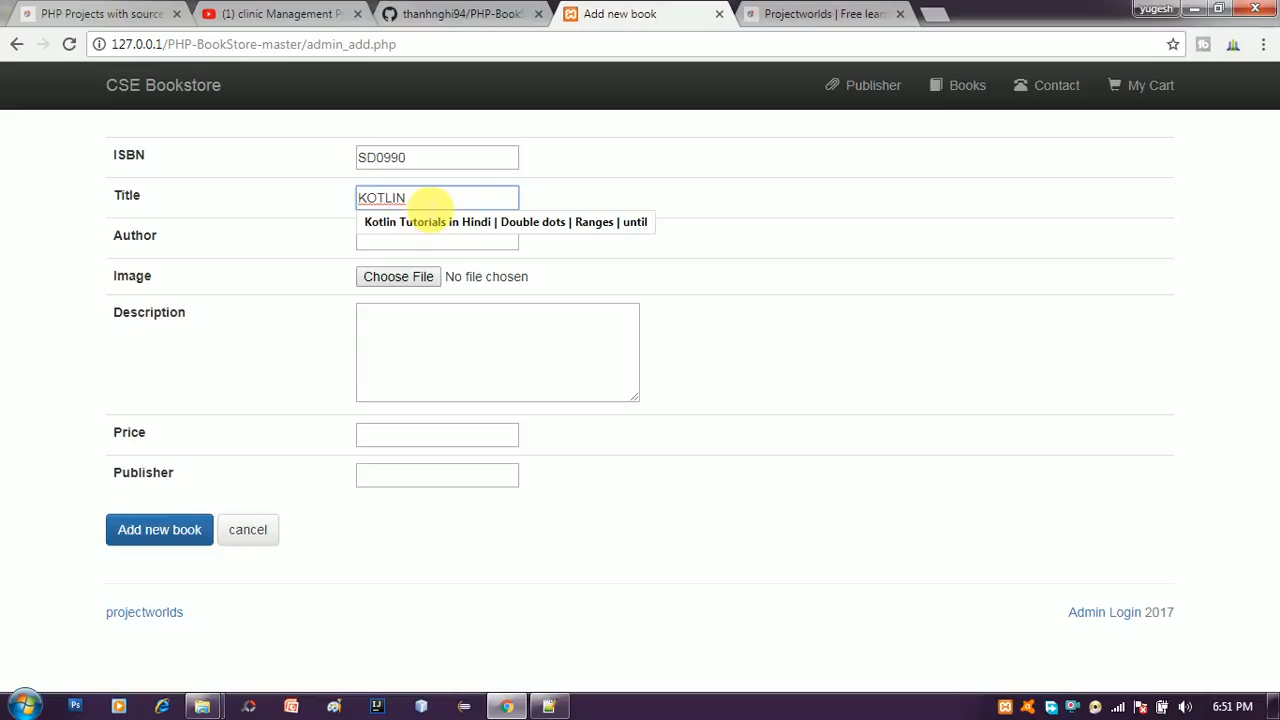 PHP Projects with source
(1) clinic Management P
thanhnghi94/PHP-BookS
Add new book
Projectworlds | Free lear
yugesh
127.0.0.1/PHP-BookStore-master/admin_add.php
CSE Bookstore
Publisher
Books
Contact
My Cart
ISBN
SD0990
Title
KOTLIN
Kotlin Tutorials in Hindi | Double dots | Ranges | until
Author
Image
Choose File No file chosen
Description
Price
Publisher
Add new book
cancel
projectworlds
Admin Login 2017
Ps
6:51 PM